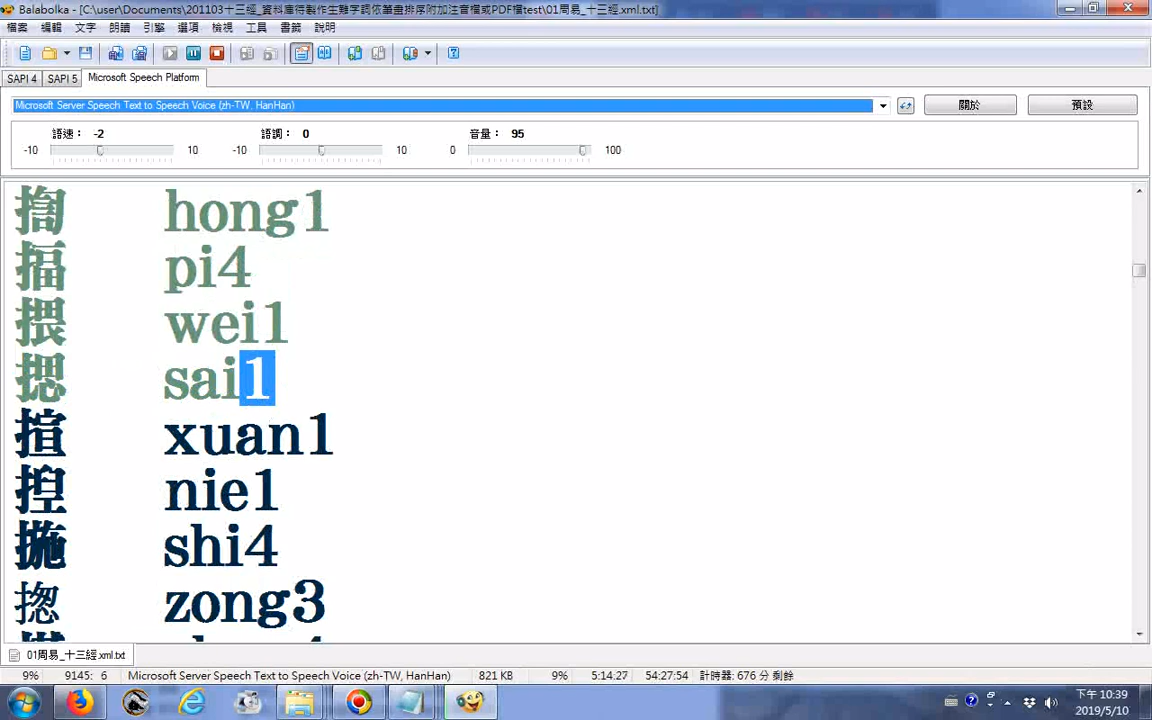 Balabolka - [C:\user\Documents\201103十三經_資料庫待製作生難字詞依筆畫排序附加注音檔或PDF檔test\01周易_十三經.xml.txt]
檔案 編輯 文字 朗讀 引擎 選項 檢視 工具 書籤 說明
SAPI 4 SAPI 5 Microsoft Speech Platform
Microsoft Server Speech Text to Speech Voice (zh-TW, HanHan) 關於 預設
語速： -2 語調： 0 音量： 95
-10 10 -10 10 0 100
揈 hong1
揊 pi4
揋 wei1
揌 sai1
揎 xuan1
揑 nie1
揓 shi4
揔 zong3
01周易_十三經.xml.txt
9% 9145: 6 Microsoft Server Speech Text to Speech Voice (zh-TW, HanHan) 821 KB 9% 5:14:27 54:27:54 計時器: 676 分 剩餘
下午 10:39
2019/5/10